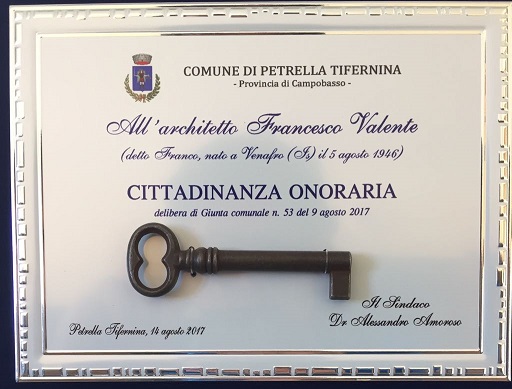 COMUNE DI PETRELLA TIFERNINA
- Provincia di Campobasso -
All'architetto Francesco Valente
(detto Franco, nato a Venafro (Is) il 5 agosto 1946)
CITTADINANZA ONORARIA
delibera di Giunta comunale n. 53 del 9 agosto 2017
Il Sindaco
Petrella Tifernina, 14 agosto 2017
Dr Alessandro Amoroso